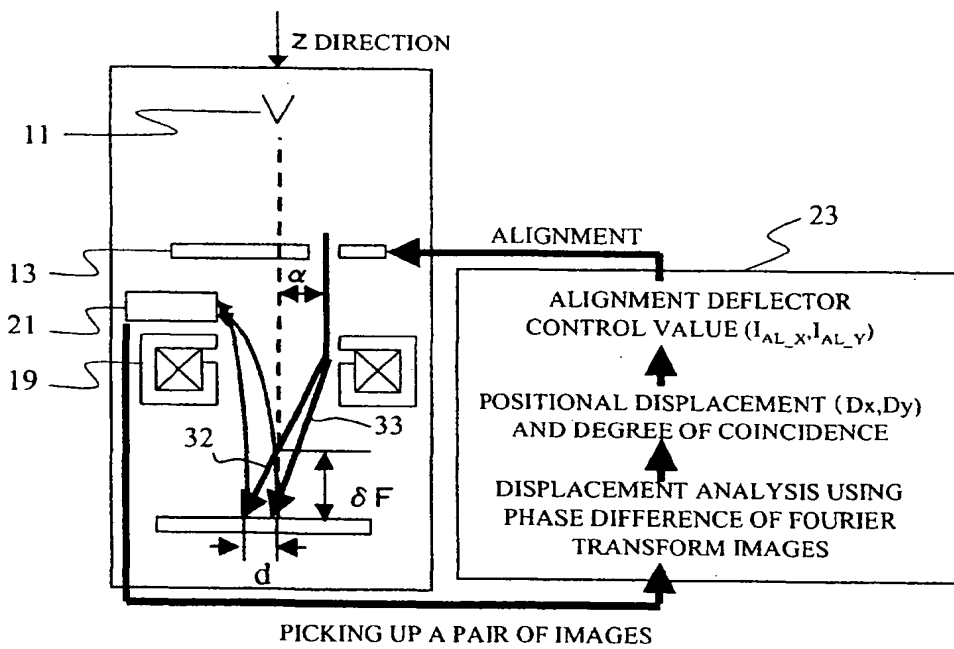 Z DIRECTION
11
23
ALIGNMENT
13
α
ALIGNMENT DEFLECTOR
CONTROL VALUE (I_AL_X,I_AL_Y)
21
19
POSITIONAL DISPLACEMENT (Dx,Dy)
AND DEGREE OF COINCIDENCE
32
33
δF
DISPLACEMENT ANALYSIS USING
PHASE DIFFERENCE OF FOURIER
TRANSFORM IMAGES
d
PICKING UP A PAIR OF IMAGES